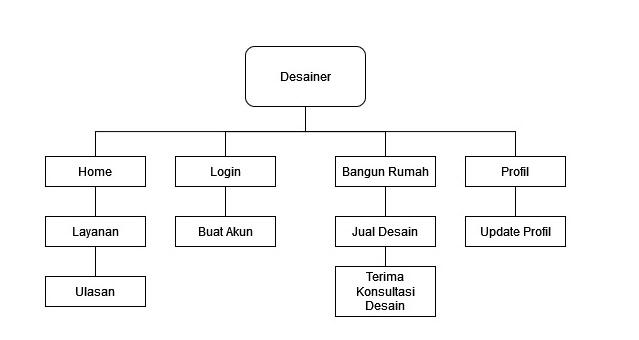 Desainer
Home
Login
Bangun Rumah
Profil
Layanan
Buat Akun
Jual Desain
Update Profil
Ulasan
Terima
Konsultasi
Desain